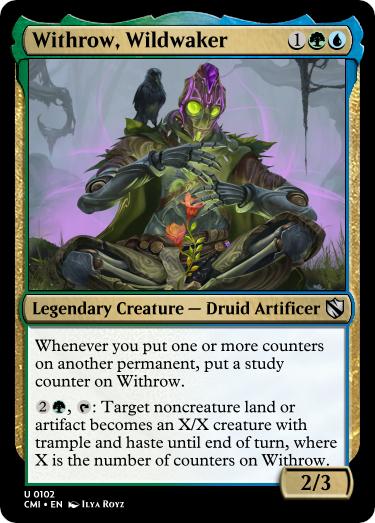 Withrow, Wildwaker 1
Legendary Creature — Druid Artificer
Whenever you put one or more counters
on another permanent, put a study
counter on Withrow.
2 , : Target noncreature land or
artifact becomes an X/X creature with
trample and haste until end of turn, where
X is the number of counters on Withrow.
2/3
U 0102
CMI • EN Ilya Royz